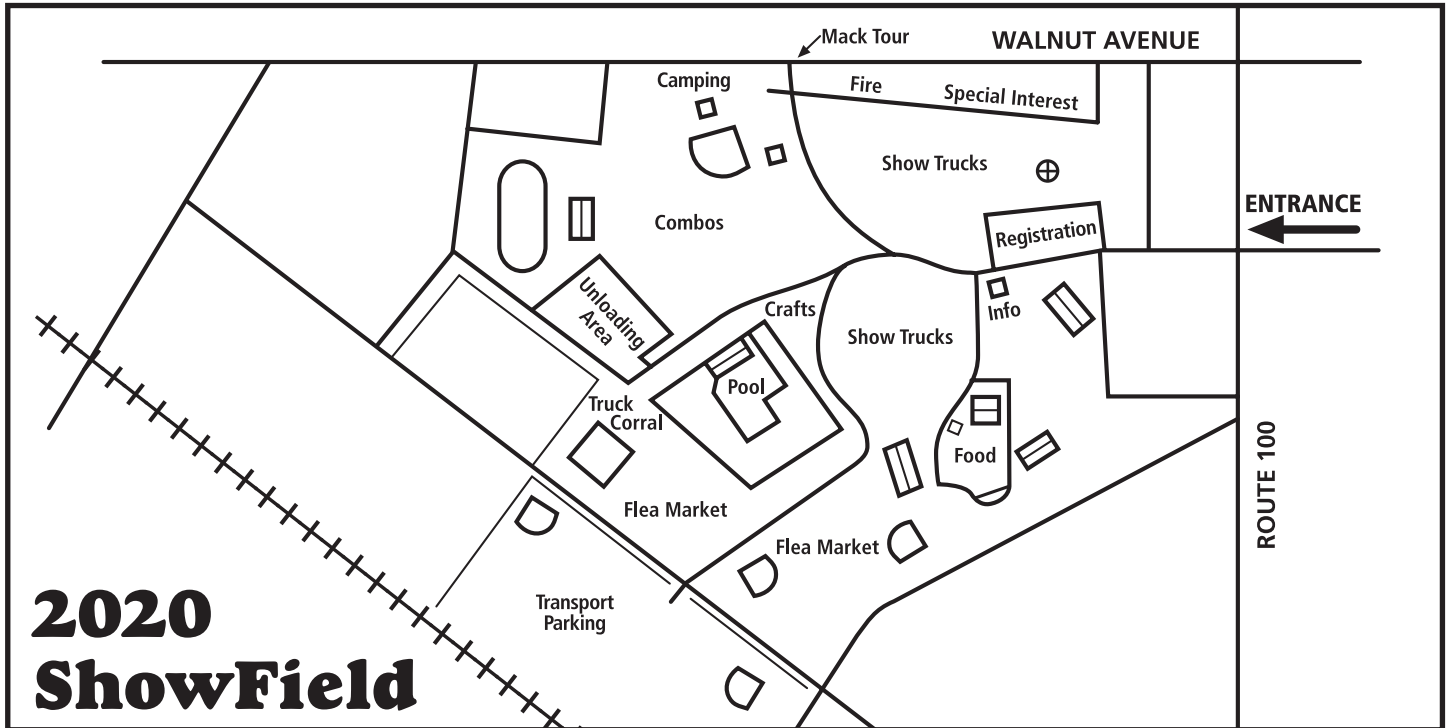 Mack Tour
WALNUT AVENUE
Camping
Fire
Special Interest
Show Trucks
ENTRANCE
Combos
Registration
Unloading
Area
Crafts
Info
Show Trucks
Pool
Truck
Corral
Food
ROUTE 100
Flea Market
Flea Market
Transport
Parking
2020
ShowField